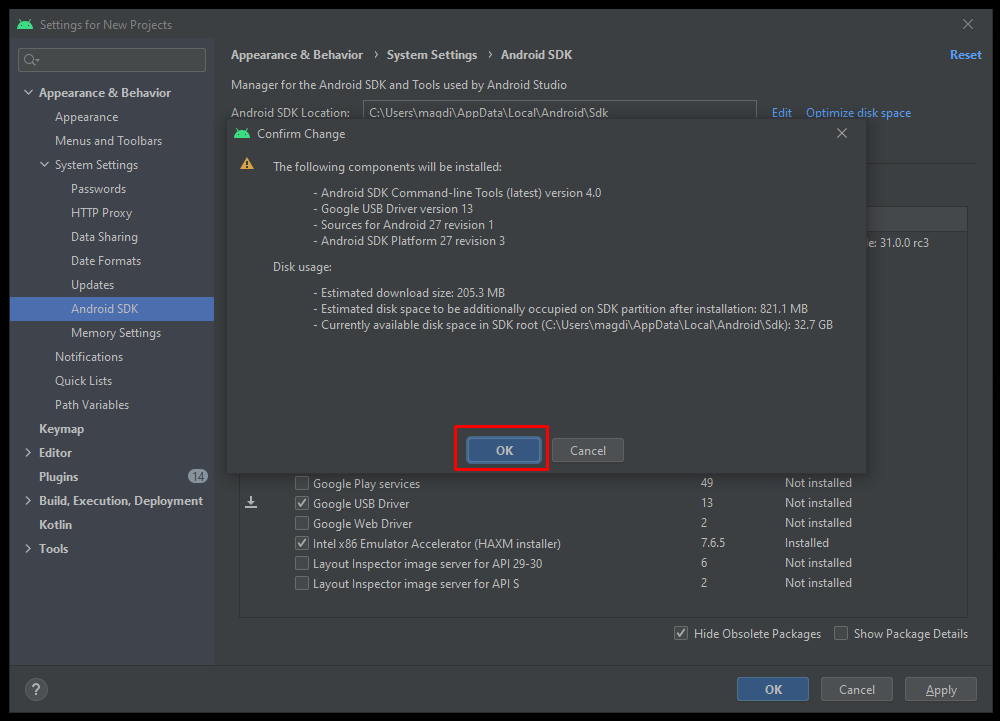 Settings for New Projects
Appearance & Behavior › System Settings › Android SDK
Reset
Manager for the Android SDK and Tools used by Android Studio
Android SDK Location: C:\Users\magdi\AppData\Local\Android\Sdk Edit Optimize disk space
Appearance & Behavior
Appearance
Menus and Toolbars
System Settings
Passwords
HTTP Proxy
Data Sharing
Date Formats
Updates
Android SDK
Memory Settings
Notifications
Quick Lists
Path Variables
Keymap
Editor
Plugins 14
Build, Execution, Deployment
Kotlin
Tools
Confirm Change
The following components will be installed:
- Android SDK Command-line Tools (latest) version 4.0
- Google USB Driver version 13
- Sources for Android 27 revision 1
- Android SDK Platform 27 revision 3
Disk usage:
- Estimated download size: 205.3 MB
- Estimated disk space to be additionally occupied on SDK partition after installation: 821.1 MB
- Currently available disk space in SDK root (C:\Users\magdi\AppData\Local\Android\Sdk): 32.7 GB
OK Cancel
e: 31.0.0 rc3
Google Play services 49 Not installed
Google USB Driver 13 Not installed
Google Web Driver 2 Not installed
Intel x86 Emulator Accelerator (HAXM installer) 7.6.5 Installed
Layout Inspector image server for API 29-30 6 Not installed
Layout Inspector image server for API S 2 Not installed
Hide Obsolete Packages Show Package Details
? OK Cancel Apply